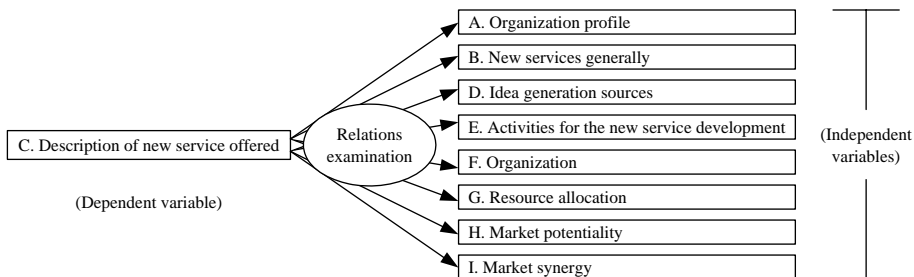 A. Organization profile
B. New services generally
D. Idea generation sources
E. Activities for the new service development
F. Organization
G. Resource allocation
H. Market potentiality
I. Market synergy
C. Description of new service offered
(Dependent variable)
Relations
examination
(Independent
variables)